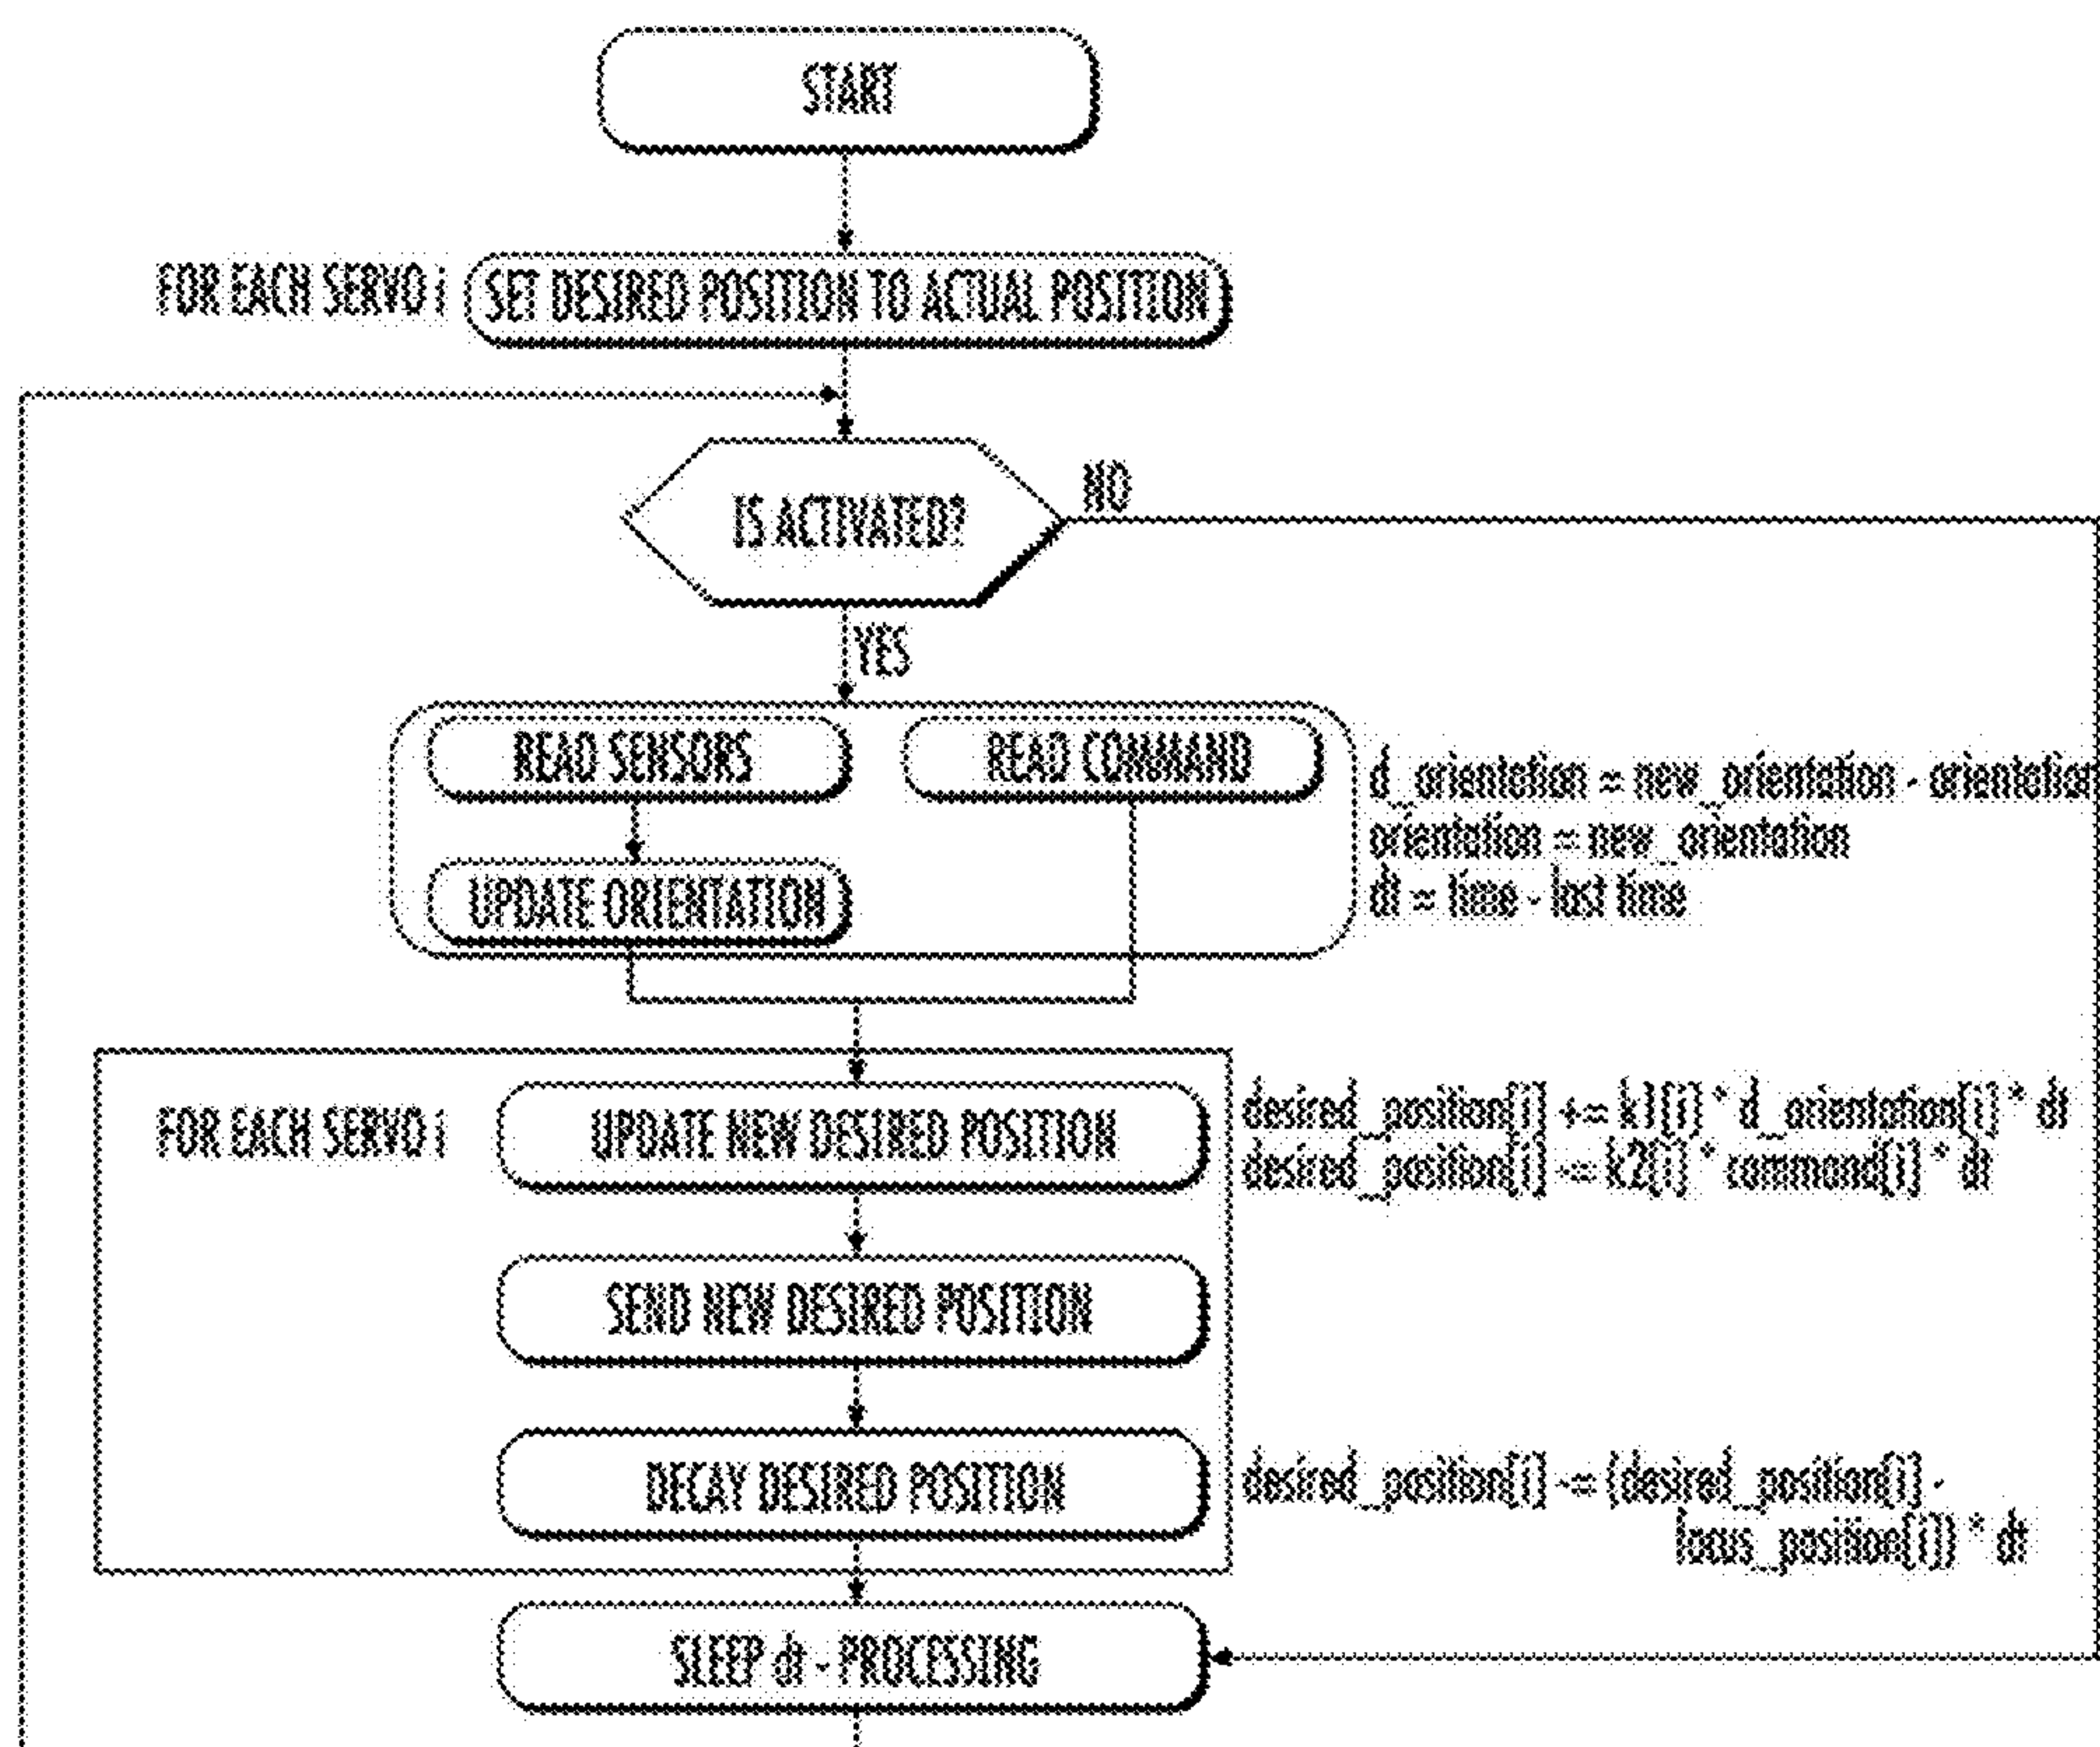 START
FOR EACH SERVO i
SET DESIRED POSITION TO ACTUAL POSITION
IS ACTIVATED?
NO
YES
READ SENSORS
READ COMMAND
UPDATE ORIENTATION
d_orientation = new_orientation - orientation
orientation = new_orientation
dt = time - last time
FOR EACH SERVO i
UPDATE NEW DESIRED POSITION
desired_position[i] += k1[i] * d_orientation[i] * dt
desired_position[i] -= k2[i] * command[i] * dt
SEND NEW DESIRED POSITION
DECAY DESIRED POSITION
desired_position[i] -= (desired_position[i] -
locus_position[i]) * dt
SLEEP dt - PROCESSING